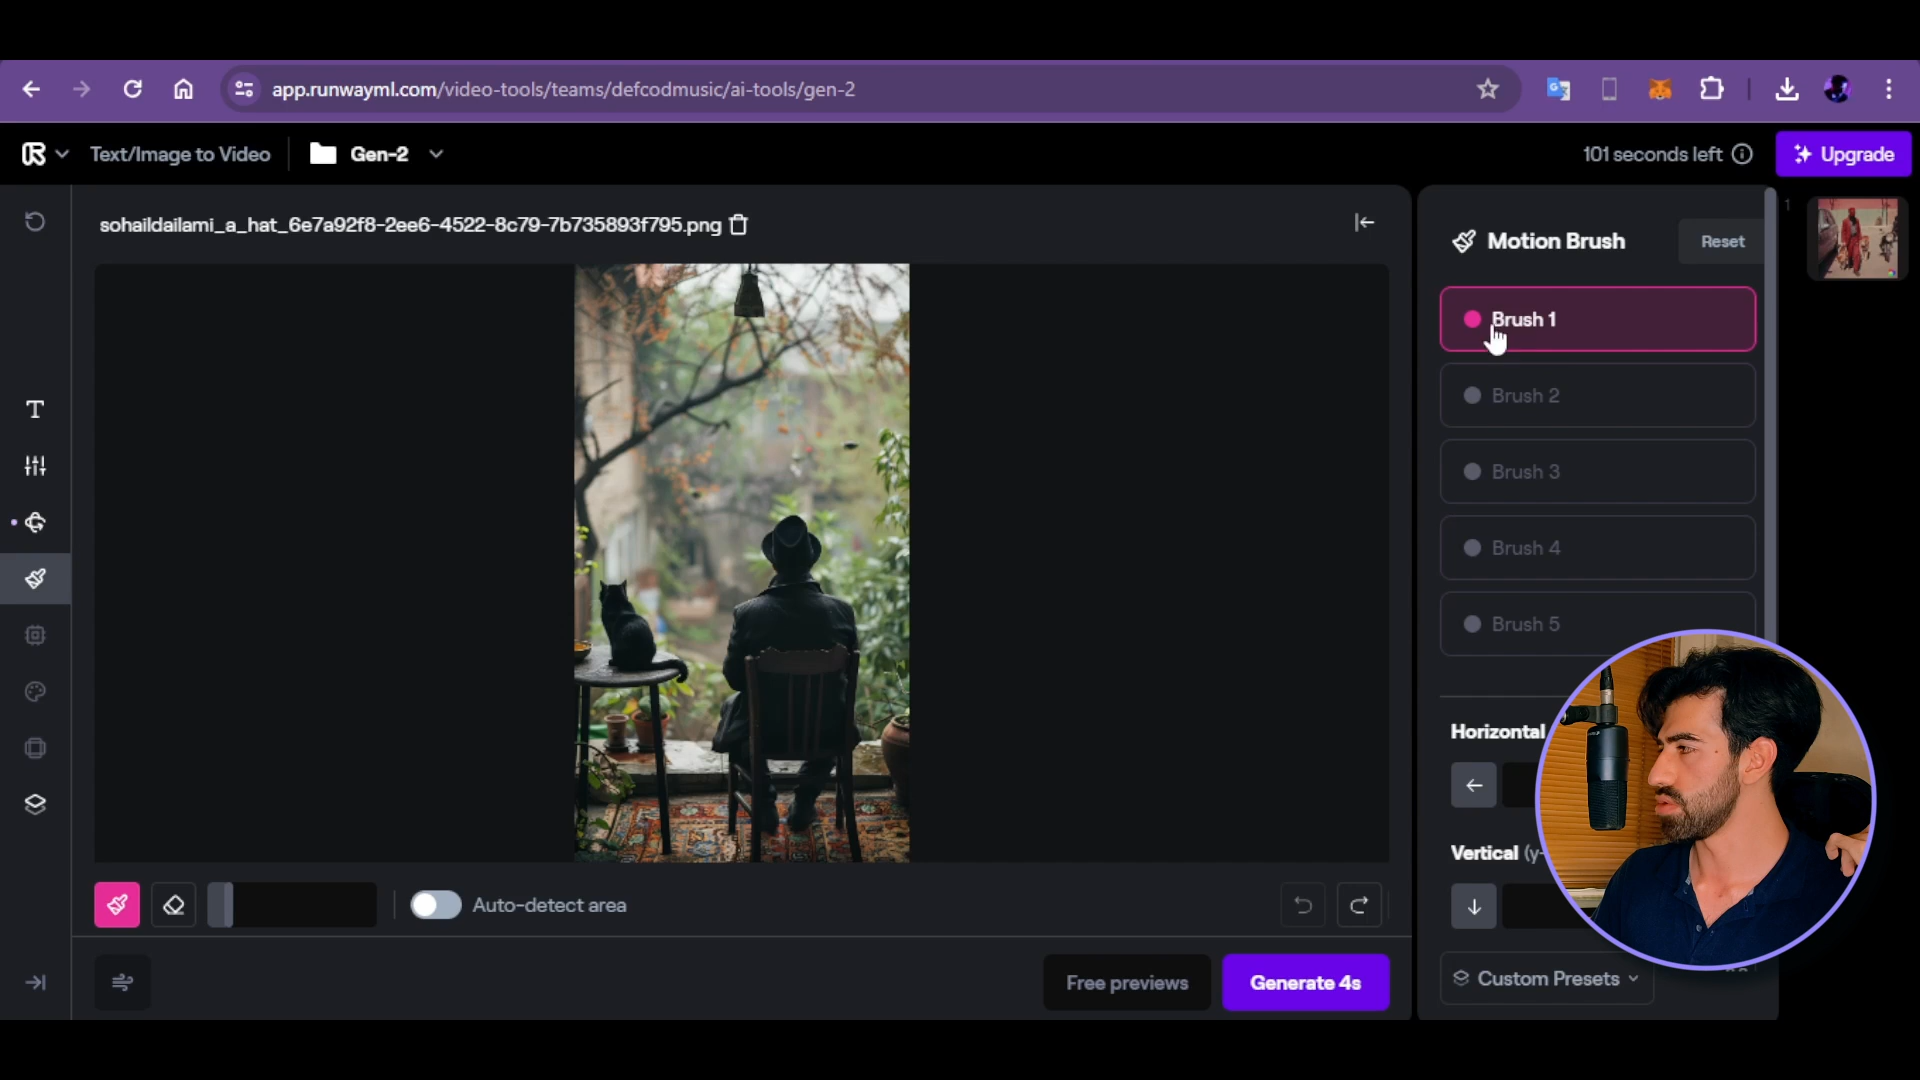 app.runwayml.com/video-tools/teams/defcodmusic/ai-tools/gen-2
Text/Image to Video
Gen-2
101 seconds left
Upgrade
sohaildailami_a_hat_6e7a92f8-2ee6-4522-8c79-7b735893f795.png
Motion Brush
Reset
1
Brush 1
Brush 2
Brush 3
Brush 4
Brush 5
Horizontal
Vertical (y-
Auto-detect area
Free previews
Generate 4s
Custom Presets